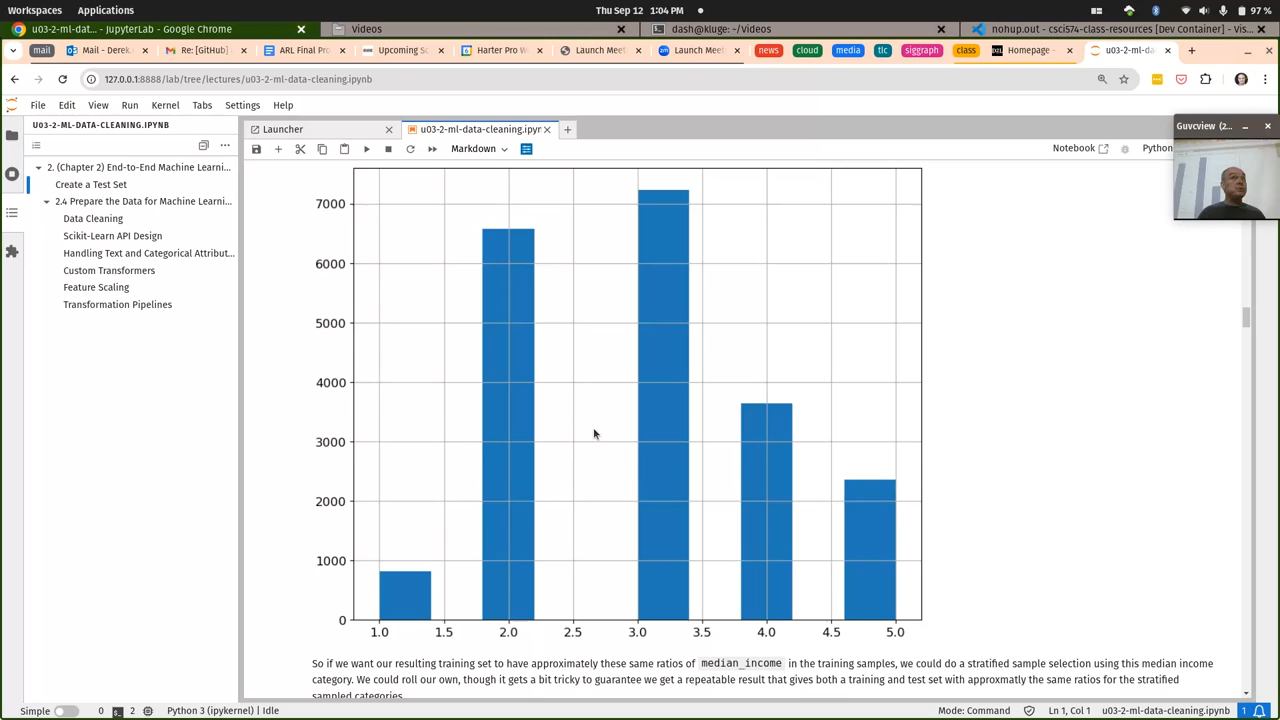 Workspaces Applications Thu Sep 12 1:04 PM 97 %
u03-2-ml-dat... - JupyterLab - Google Chrome Videos dash@kluge: ~/Videos nohup.out - csci574-class-resources [Dev Container] - Vis...
mail Mail - Derek. Re: [GitHub] ARL Final Pro Upcoming Sc Harter Pro W Launch Meet Launch Meet news cloud media tlc siggraph class Homepage - u03-2-ml-da
127.0.0.1:8888/lab/tree/lectures/u03-2-ml-data-cleaning.ipynb
File Edit View Run Kernel Tabs Settings Help
U03-2-ML-DATA-CLEANING.IPYNB
Launcher u03-2-ml-data-cleaning.ipyr
Guvcview (2...
Markdown Notebook Python
2. (Chapter 2) End-to-End Machine Learni...
Create a Test Set
2.4 Prepare the Data for Machine Learni...
Data Cleaning
Scikit-Learn API Design
Handling Text and Categorical Attribut...
Custom Transformers
Feature Scaling
Transformation Pipelines
7000
6000
5000
4000
3000
2000
1000
0
1.0 1.5 2.0 2.5 3.0 3.5 4.0 4.5 5.0
So if we want our resulting training set to have approximately these same ratios of median_income in the training samples, we could do a stratified sample selection using this median income
category. We could roll our own, though it gets a bit tricky to guarantee we get a repeatable result that gives both a training and test set with approxmatly the same ratios for the stratified
sampled categories.
Simple 0 2 Python 3 (ipykernel) | Idle Mode: Command Ln 1, Col 1 u03-2-ml-data-cleaning.ipynb 1